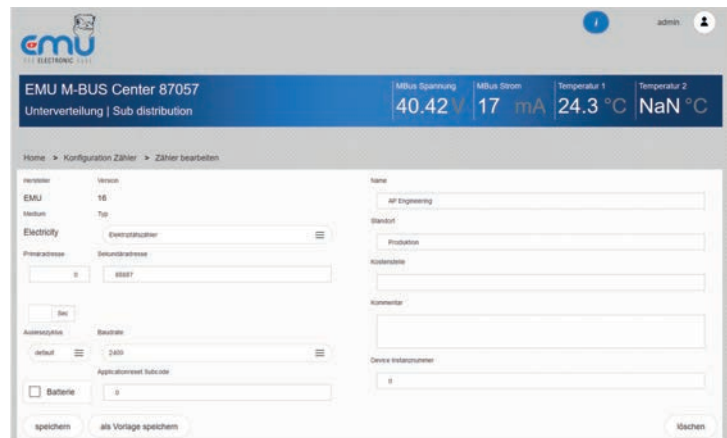 emu
ELECTRONIC
i
admin
EMU M-BUS Center 87057
Unterverteilung | Sub distribution
MBus Spannung
40.42 V
MBus Strom
17 mA
Temperatur 1
24.3 °C
Temperatur 2
NaN °C
Home > Konfiguration Zähler > Zähler bearbeiten
Hersteller
Version
EMU
16
Medium
Typ
Electricity
Elektrizitätszähler
Primäradresse
Sekundäradresse
0
Sec
Auslesezyklus
Baudrate
default
2400
Applicationreset Subcode
Batterie
0
speichern
als Vorlage speichern
Name
AP Engineering
Standort
Produktion
Kostenstelle
Kommentar
Device Instanznummer
0
löschen